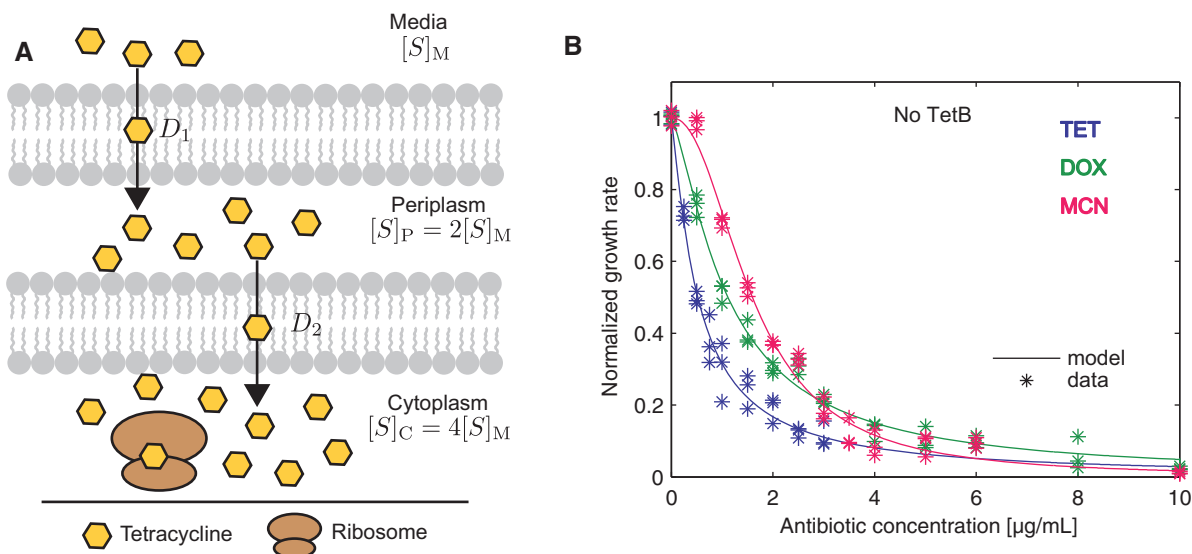 A
Media
[S]M
D1
Periplasm
[S]P = 2[S]M
D2
Cytoplasm
[S]C = 4[S]M
Tetracycline
Ribosome
B
No TetB
TET
DOX
MCN
model
data
Normalized growth rate
1
0.8
0.6
0.4
0.2
0
0 2 4 6 8 10
Antibiotic concentration [µg/mL]